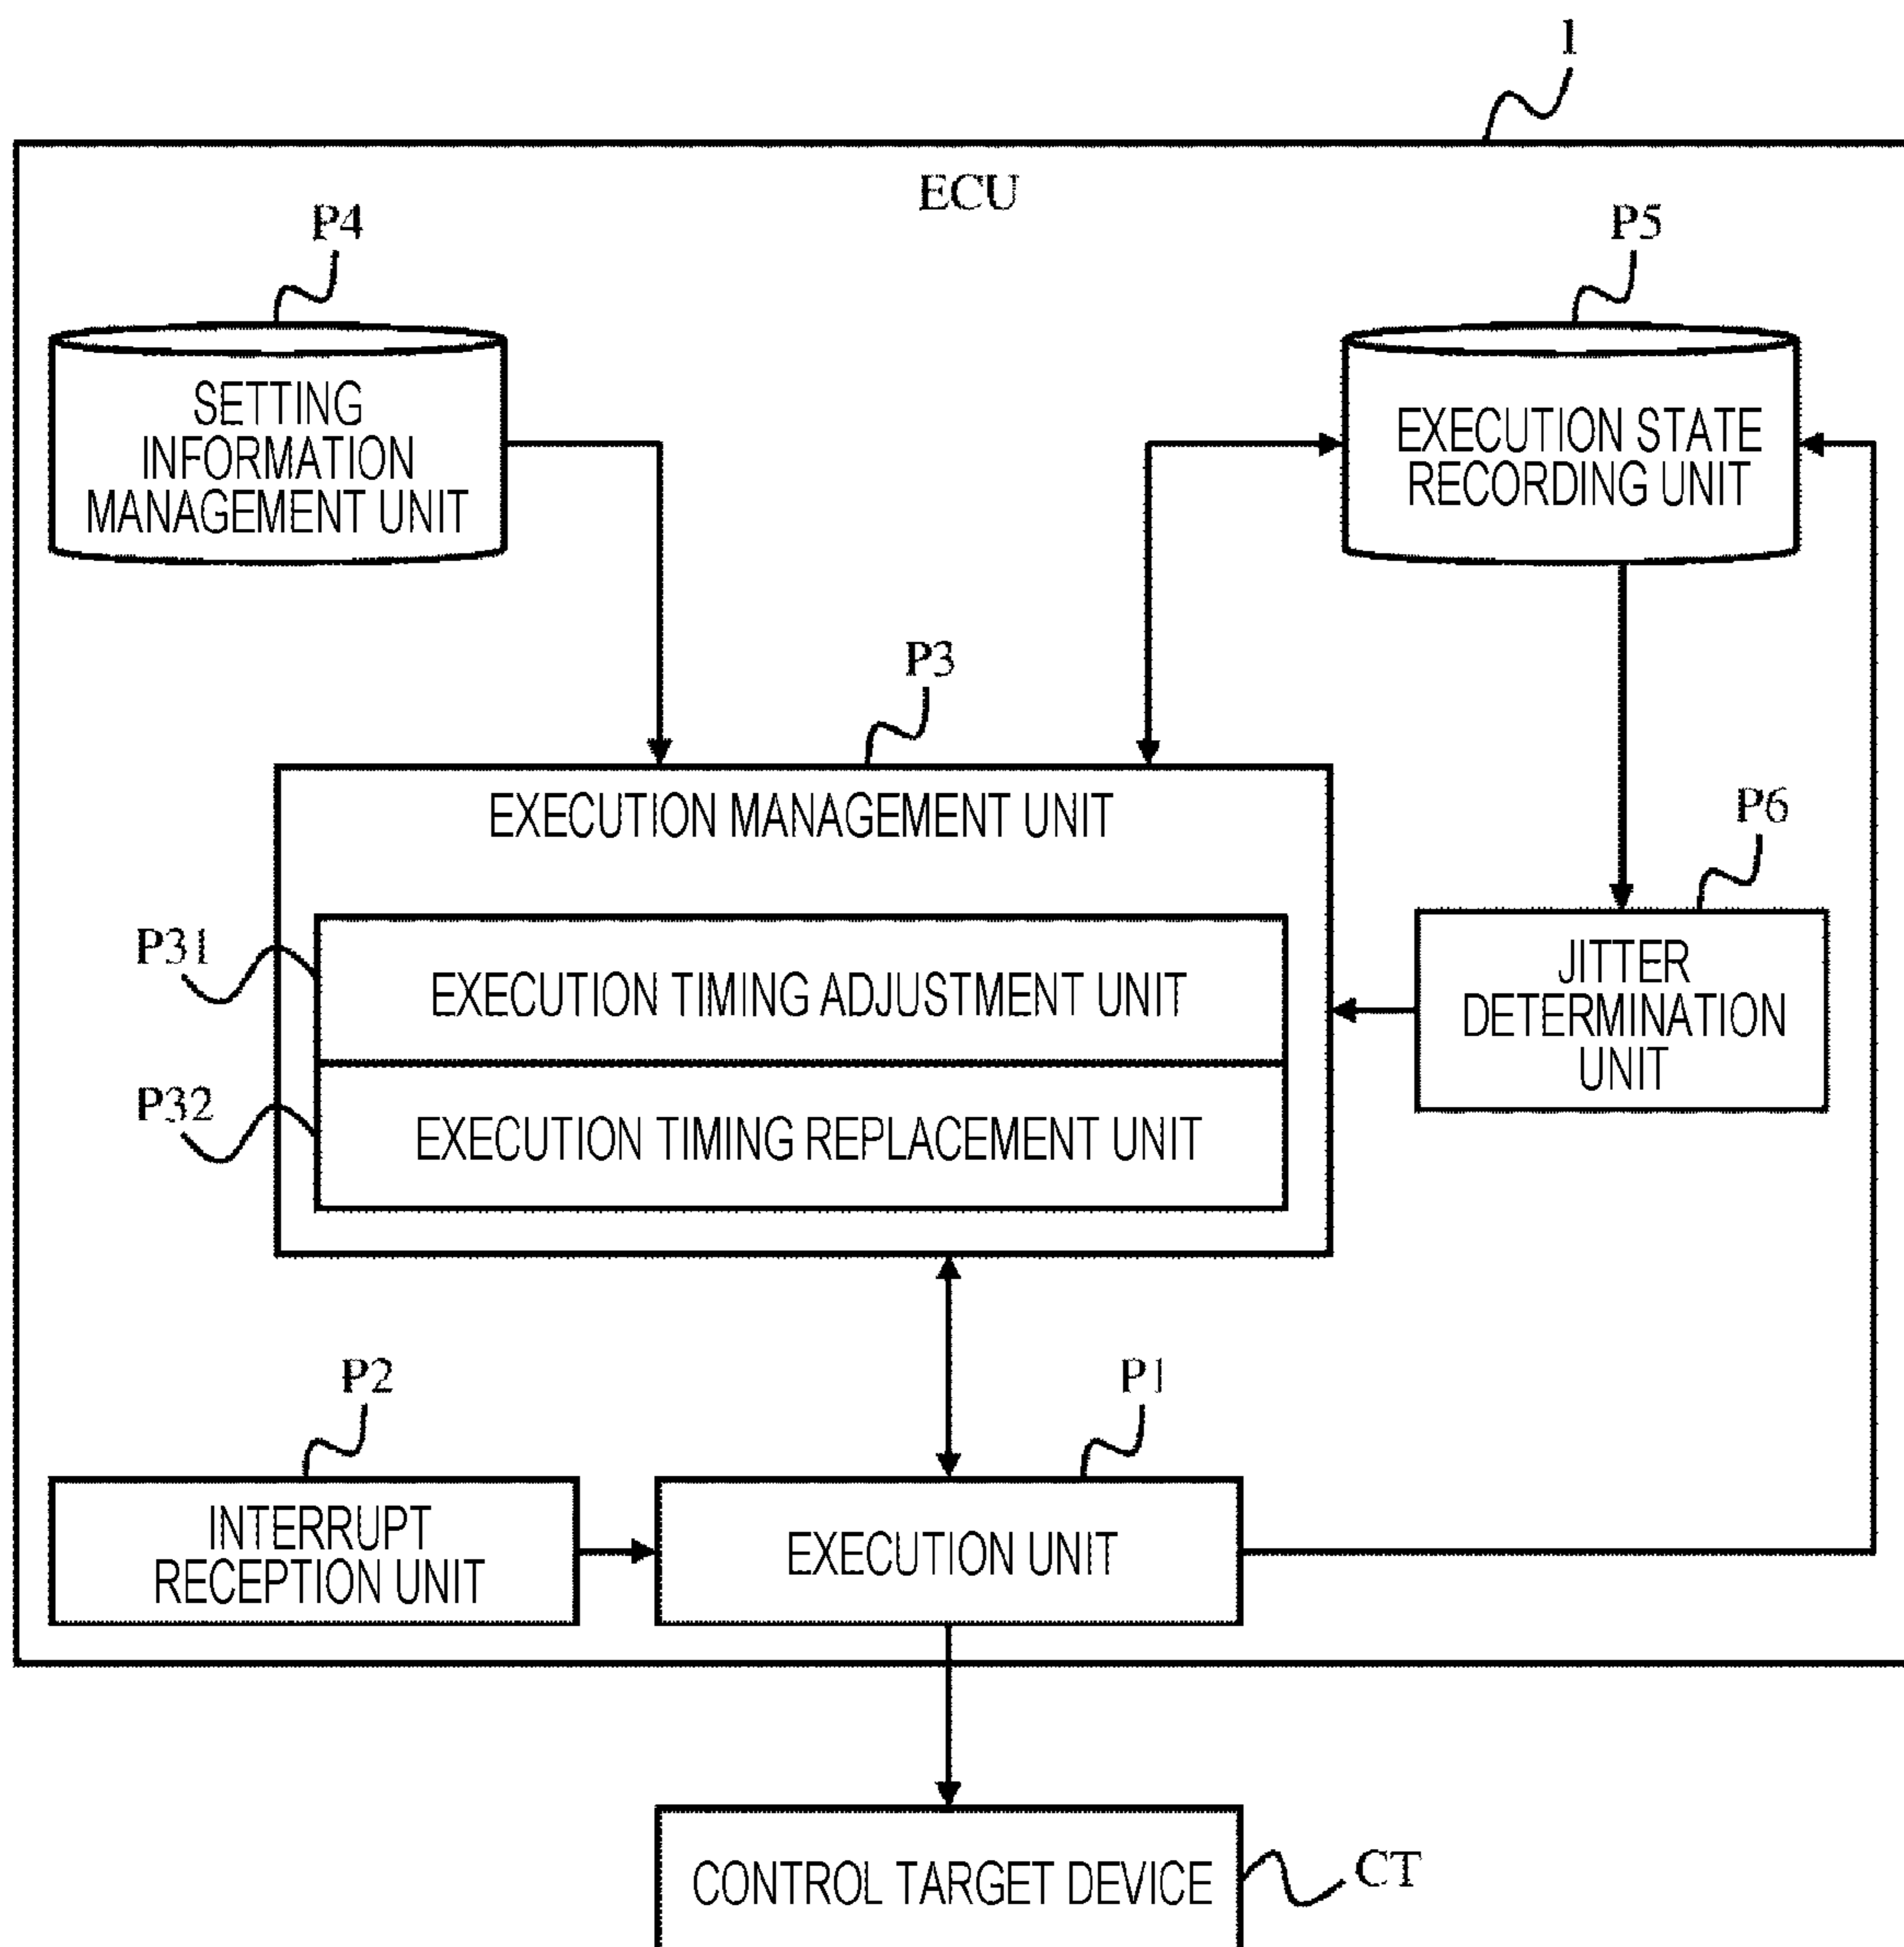 1
ECU
P4
P5
SETTING
INFORMATION
MANAGEMENT UNIT
EXECUTION STATE
RECORDING UNIT
P3
EXECUTION MANAGEMENT UNIT
P6
P31
EXECUTION TIMING ADJUSTMENT UNIT
JITTER
DETERMINATION
UNIT
P32
EXECUTION TIMING REPLACEMENT UNIT
P2
P1
INTERRUPT
RECEPTION UNIT
EXECUTION UNIT
CONTROL TARGET DEVICE
CT